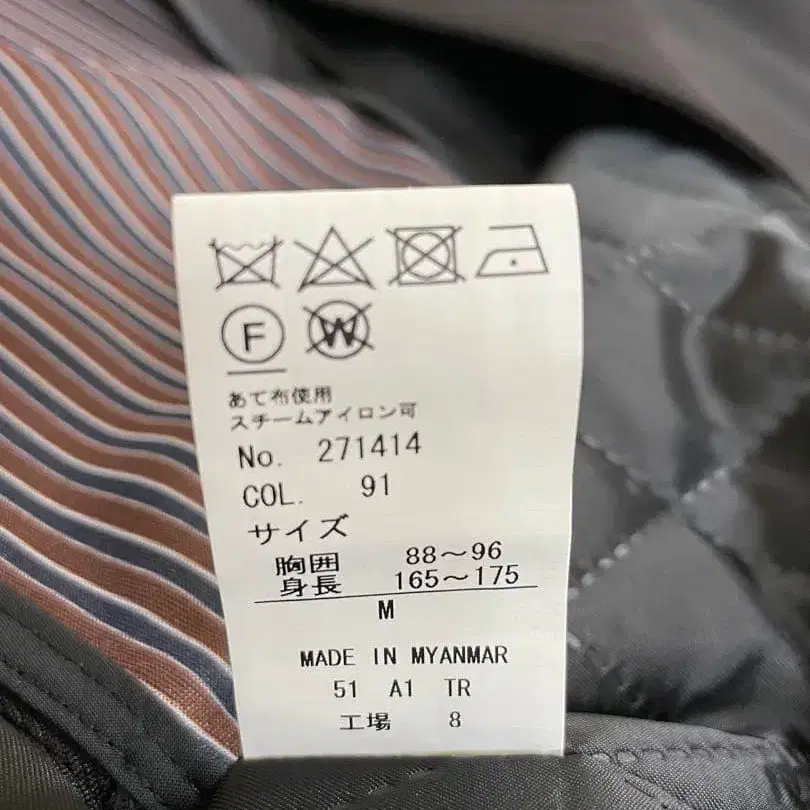 F W
あて布使用
スチームアイロン可
No. 271414
COL. 91
サイズ
胸囲 88～96
身長 165～175
M
MADE IN MYANMAR
51 A1 TR
工場 8